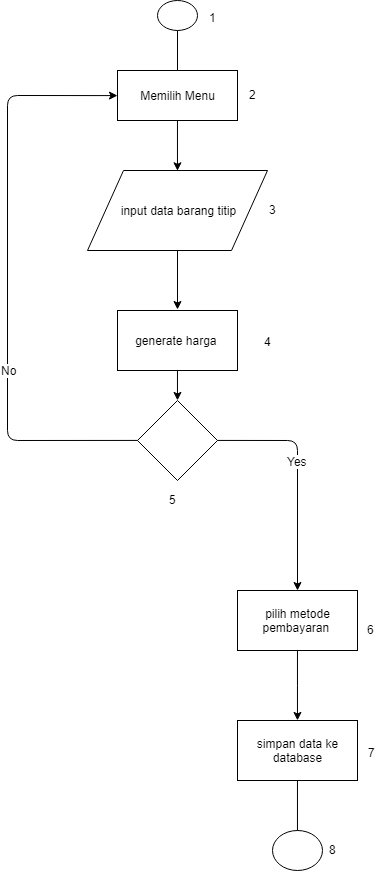 1
Memilih Menu
2
input data barang titip
3
generate harga
4
No
5
Yes
pilih metode
pembayaran
6
simpan data ke
database
7
8